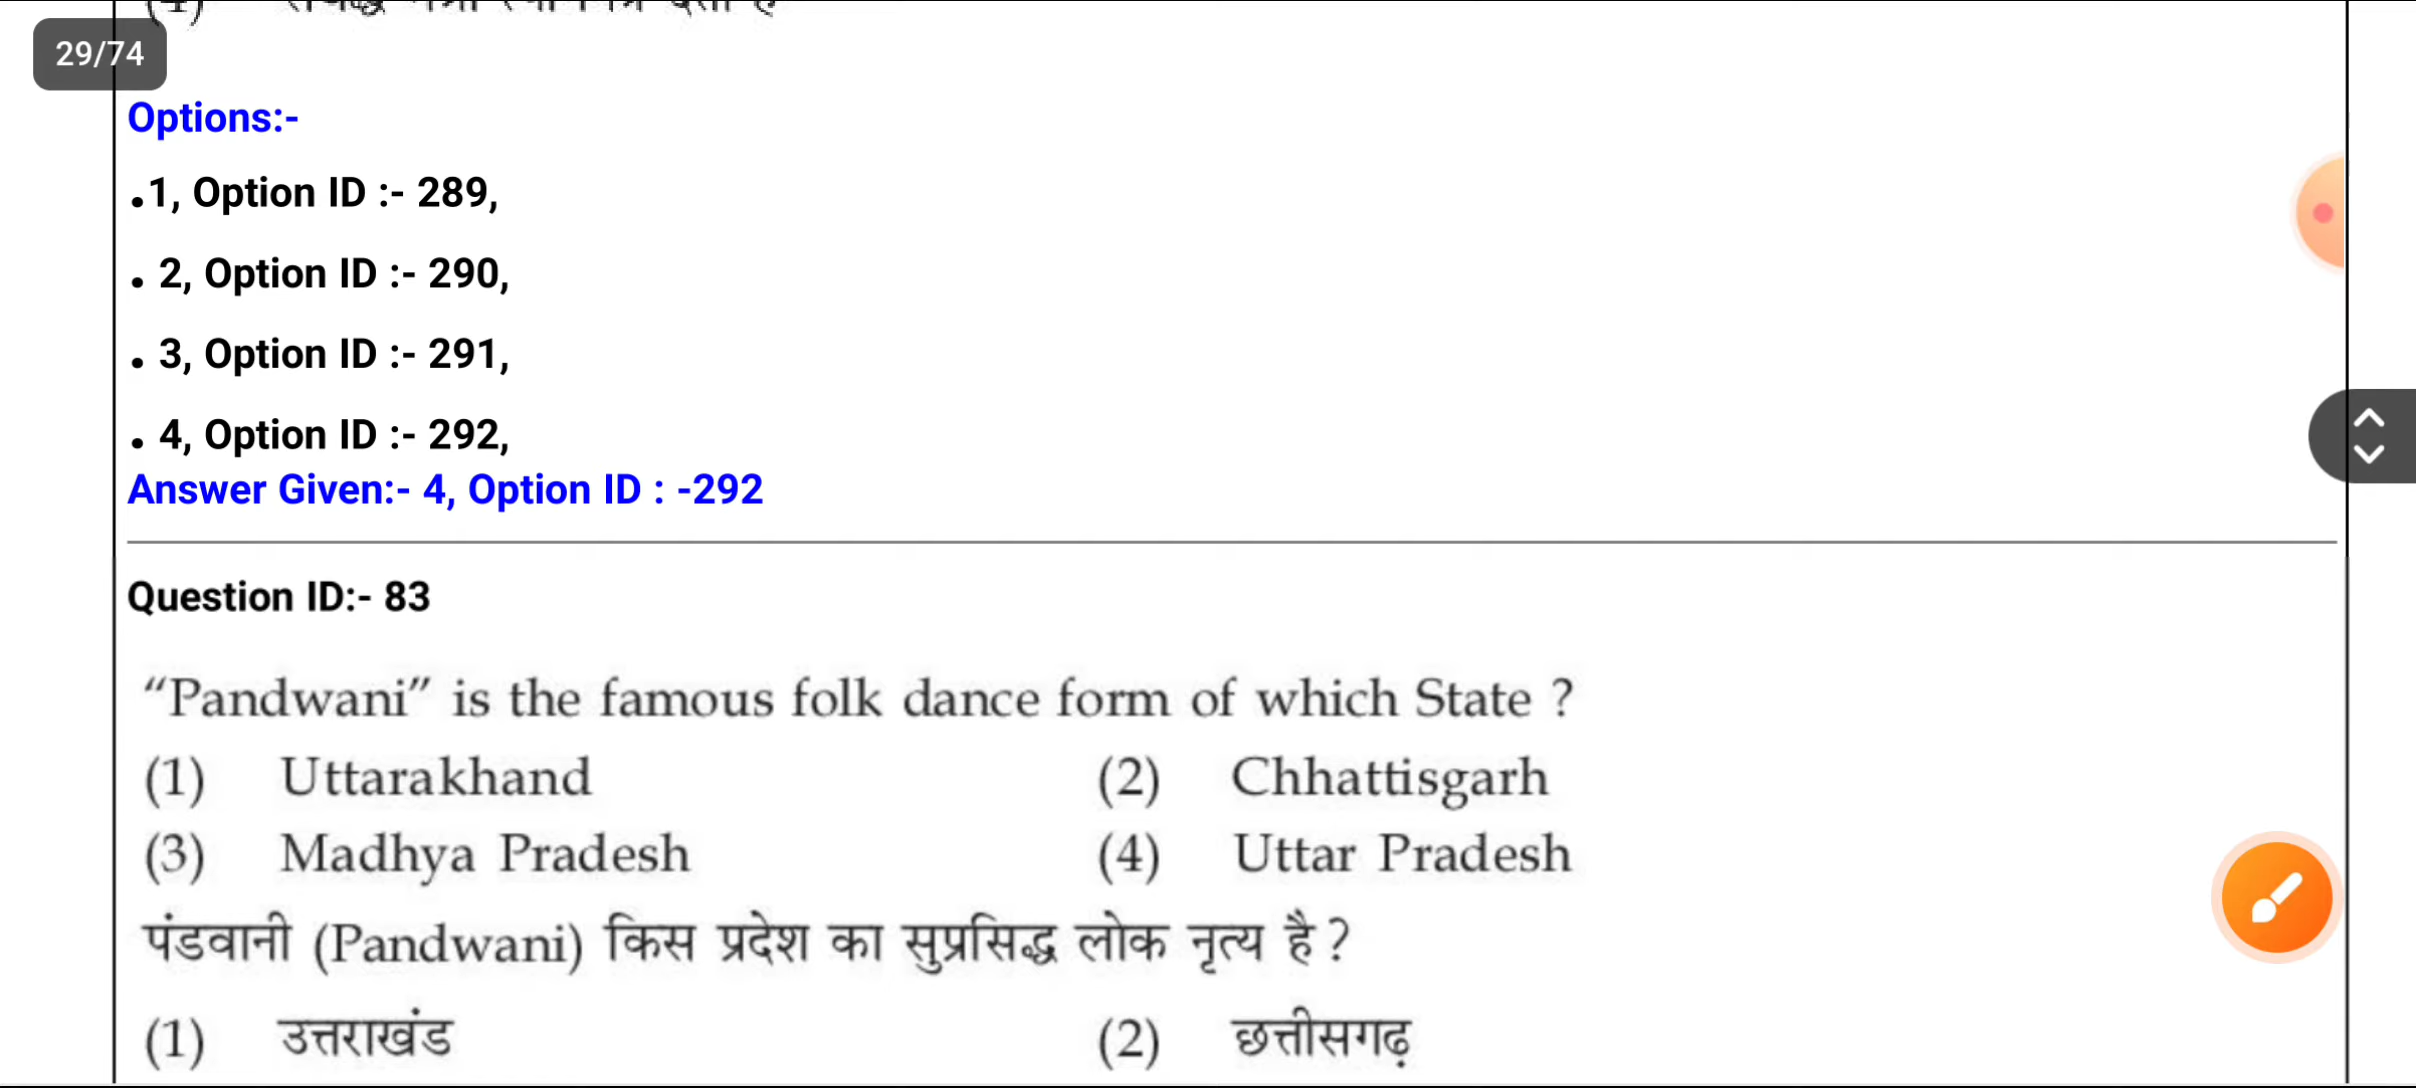 29/74
Options:-
.1, Option ID :- 289,
. 2, Option ID :- 290,
. 3, Option ID :- 291,
. 4, Option ID :- 292,
Answer Given:- 4, Option ID : -292
Question ID:- 83
“Pandwani” is the famous folk dance form of which State ?
(1) Uttarakhand (2) Chhattisgarh
(3) Madhya Pradesh (4) Uttar Pradesh
पंडवानी (Pandwani) किस प्रदेश का सुप्रसिद्ध लोक नृत्य है ?
(1) उत्तराखंड (2) छत्तीसगढ़